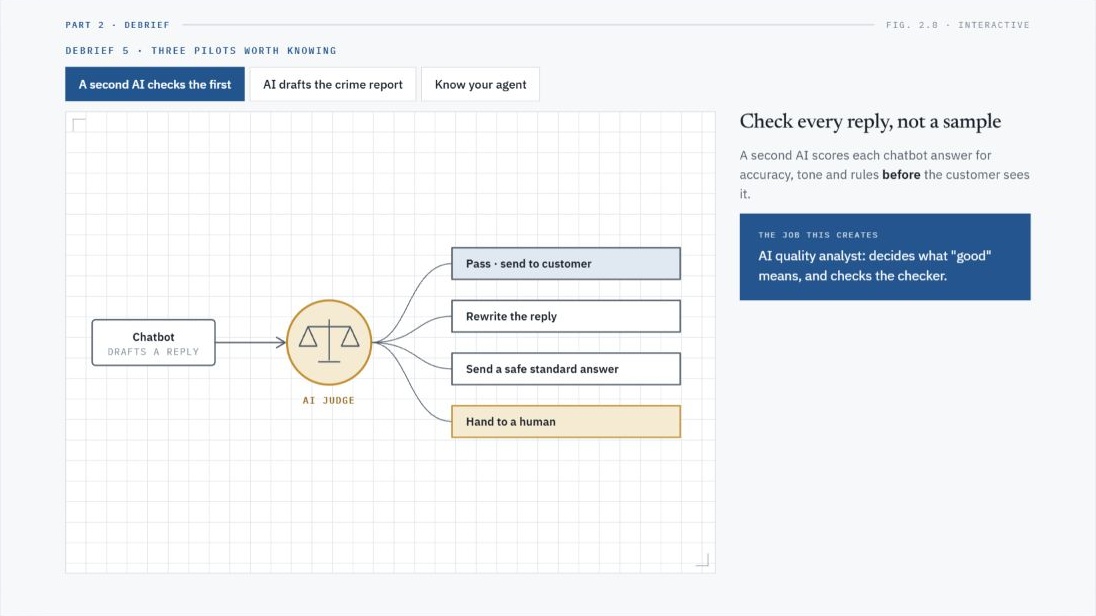 PART 2 · DEBRIEF
FIG. 2.8 · INTERACTIVE
DEBRIEF 5 · THREE PILOTS WORTH KNOWING
A second AI checks the first
AI drafts the crime report
Know your agent
Check every reply, not a sample
A second AI scores each chatbot answer for
accuracy, tone and rules before the customer sees
it.
THE JOB THIS CREATES
AI quality analyst: decides what "good"
means, and checks the checker.
Chatbot
DRAFTS A REPLY
AI JUDGE
Pass · send to customer
Rewrite the reply
Send a safe standard answer
Hand to a human